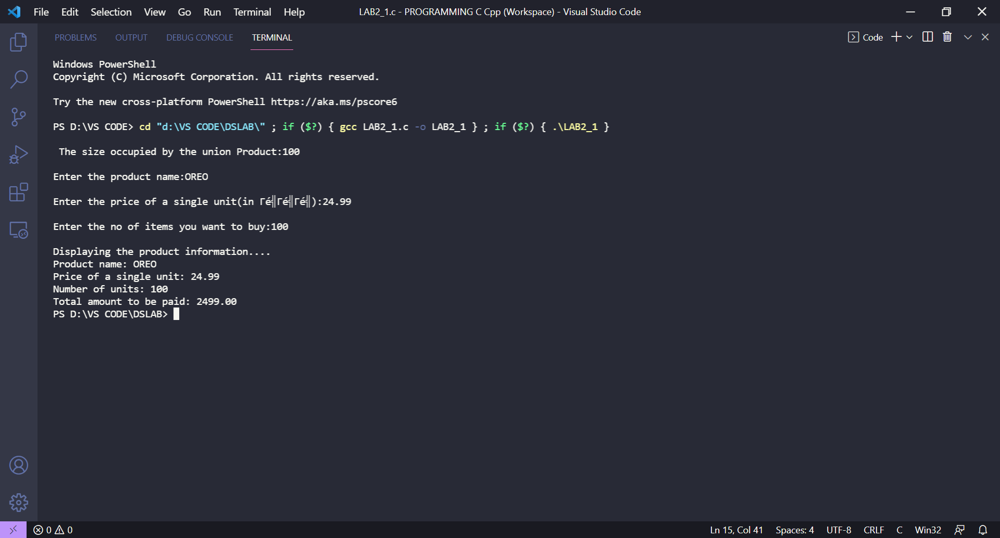 File Edit Selection View Go Run Terminal Help LAB2_1.c - PROGRAMMING C Cpp (Workspace) - Visual Studio Code
PROBLEMS OUTPUT DEBUG CONSOLE TERMINAL Code
Windows PowerShell
Copyright (C) Microsoft Corporation. All rights reserved.
Try the new cross-platform PowerShell https://aka.ms/pscore6
PS D:\VS CODE> cd "d:\VS CODE\DSLAB\" ; if ($?) { gcc LAB2_1.c -o LAB2_1 } ; if ($?) { .\LAB2_1 }
The size occupied by the union Product:100
Enter the product name:OREO
Enter the price of a single unit(in Γé╣Γé╣Γé╣):24.99
Enter the no of items you want to buy:100
Displaying the product information....
Product name: OREO
Price of a single unit: 24.99
Number of units: 100
Total amount to be paid: 2499.00
PS D:\VS CODE\DSLAB>
0 0 Ln 15, Col 41 Spaces: 4 UTF-8 CRLF C Win32